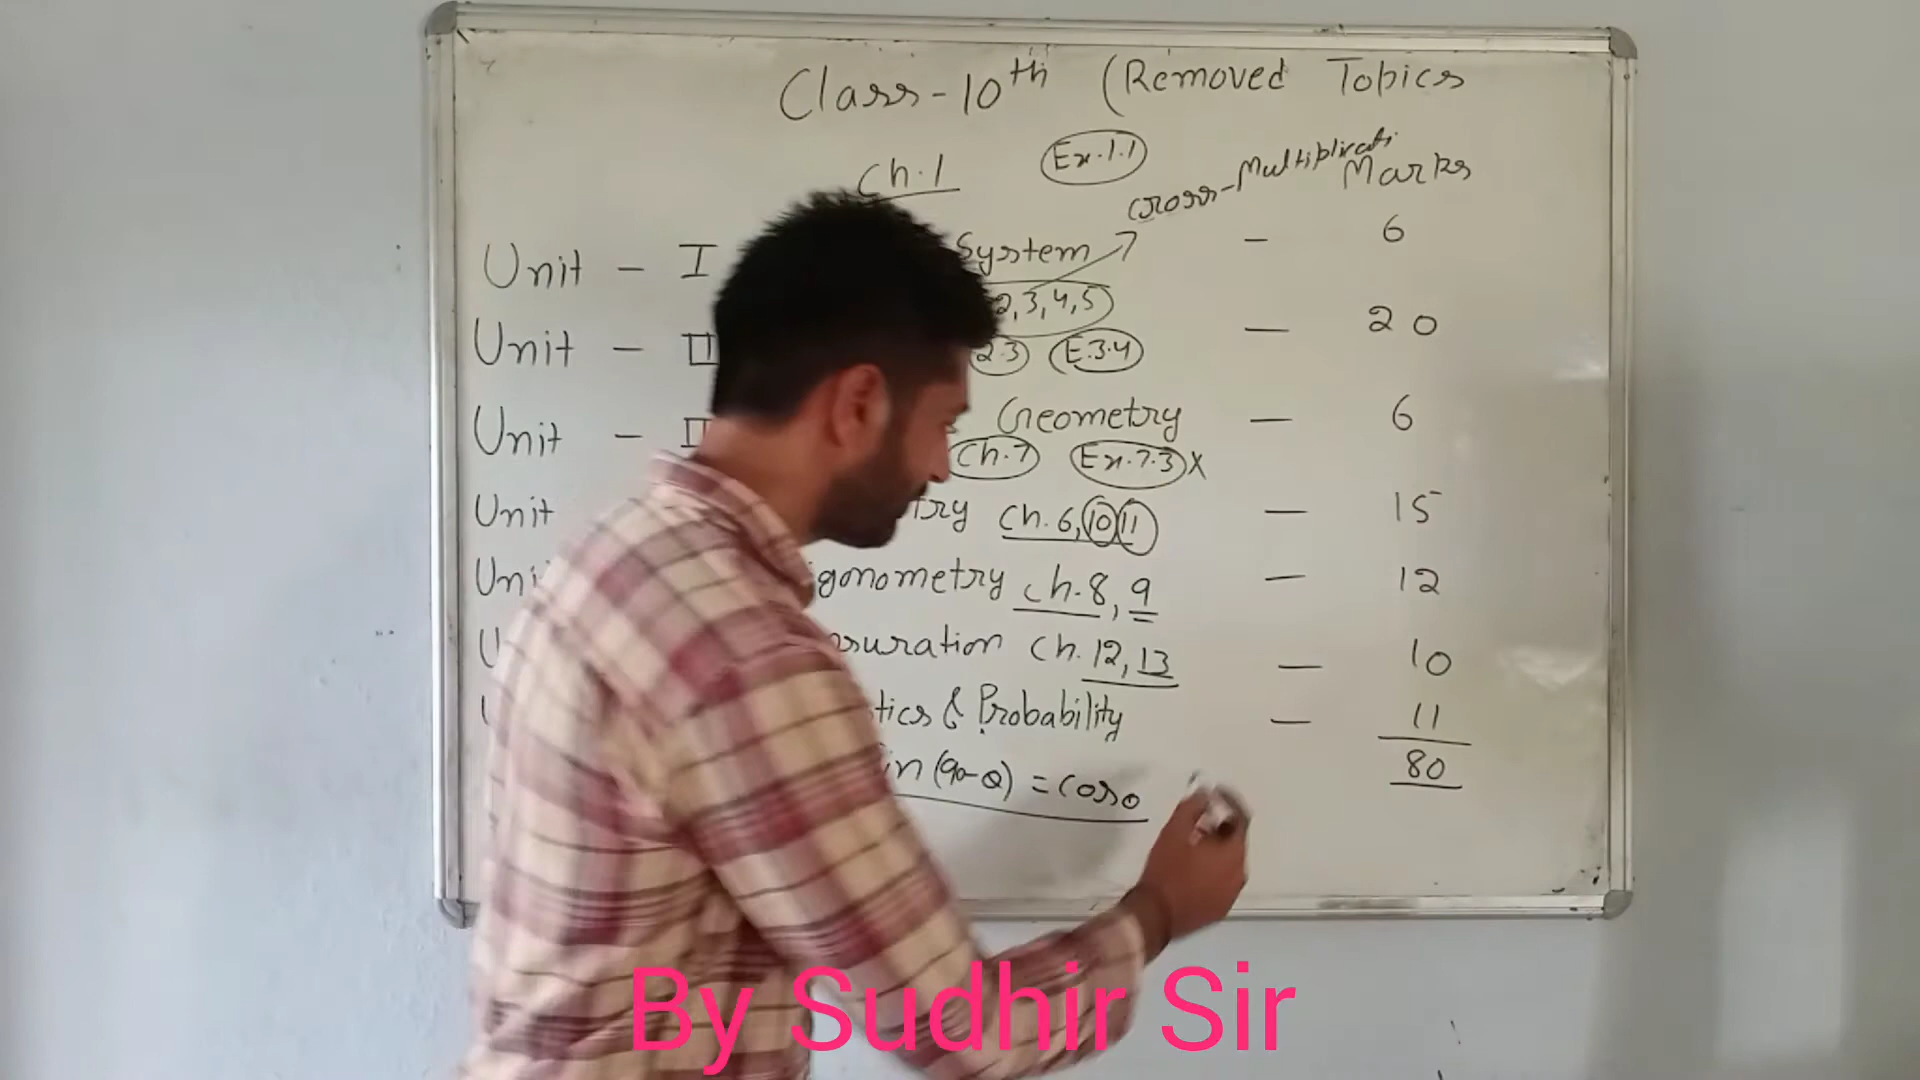 Class-10th (Removed Topics
Ch.1 Ex.1.1 Cross-Multiplicati Marks
Unit - I System - 6
2,3,4,5
Unit - II 2.3 E.3.4 - 20
Unit - Geometry - 6
Ch.7 Ex.7.3 X
Unit try Ch.6,10 11 - 15
Uni igonometry Ch.8, 9 - 12
U suration Ch. 12, 13 - 10
tics & Probability - 11
in (90-θ) = Cosθ 80
By Sudhir Sir